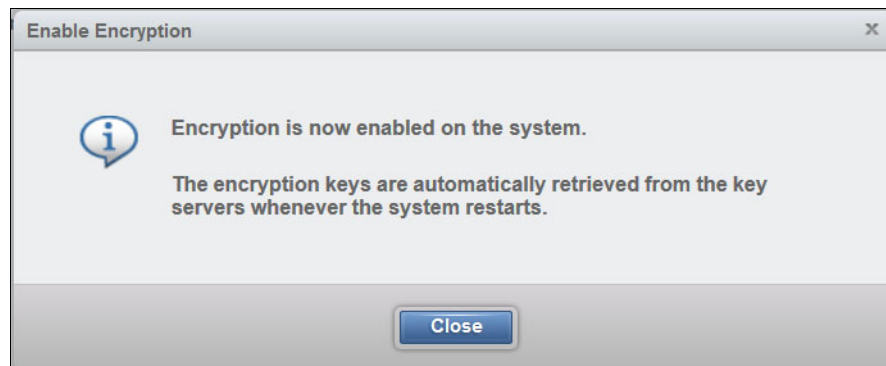 Enable Encryption
x
Encryption is now enabled on the system.
The encryption keys are automatically retrieved from the key
servers whenever the system restarts.
Close